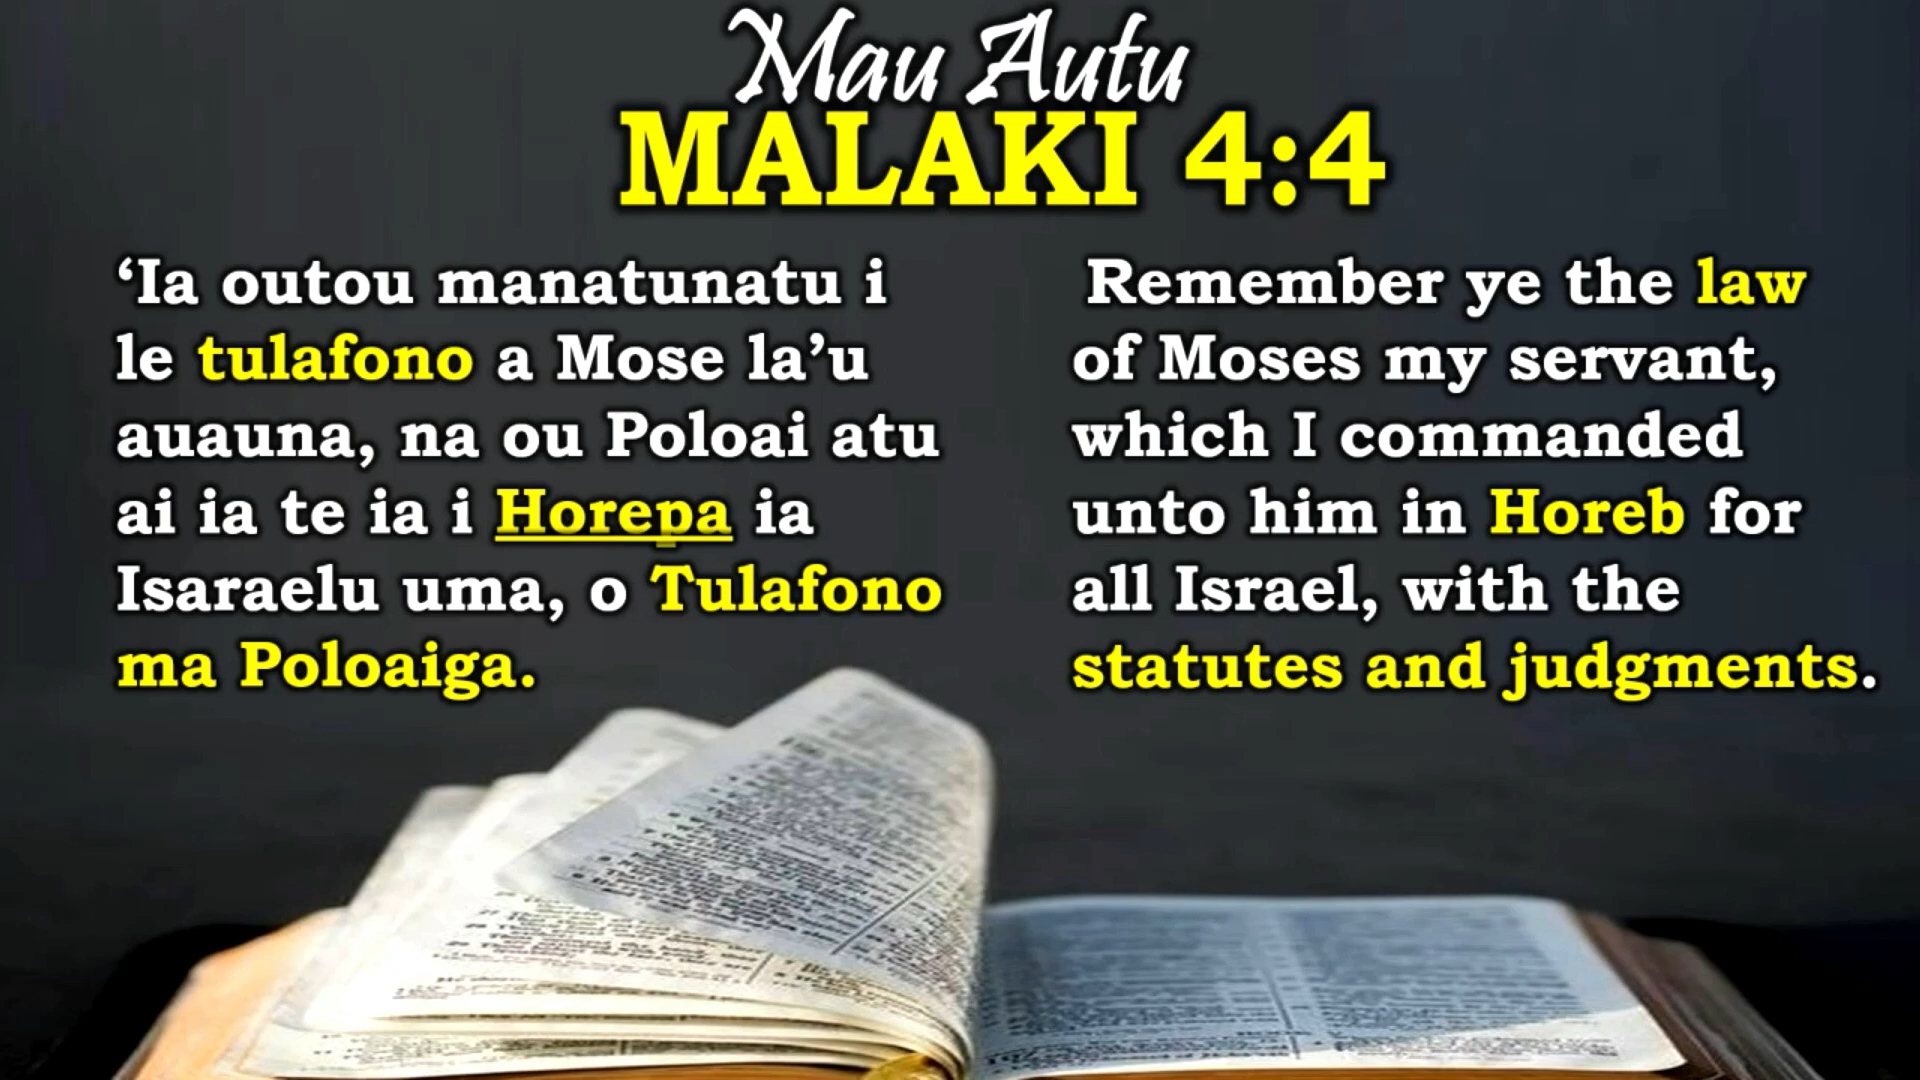 Mau Autu
MALAKI 4:4
‘Ia outou manatunatu i
le tulafono a Mose la’u
auauna, na ou Poloai atu
ai ia te ia i Horepa ia
Isaraelu uma, o Tulafono
ma Poloaiga.
Remember ye the law
of Moses my servant,
which I commanded
unto him in Horeb for
all Israel, with the
statutes and judgments.